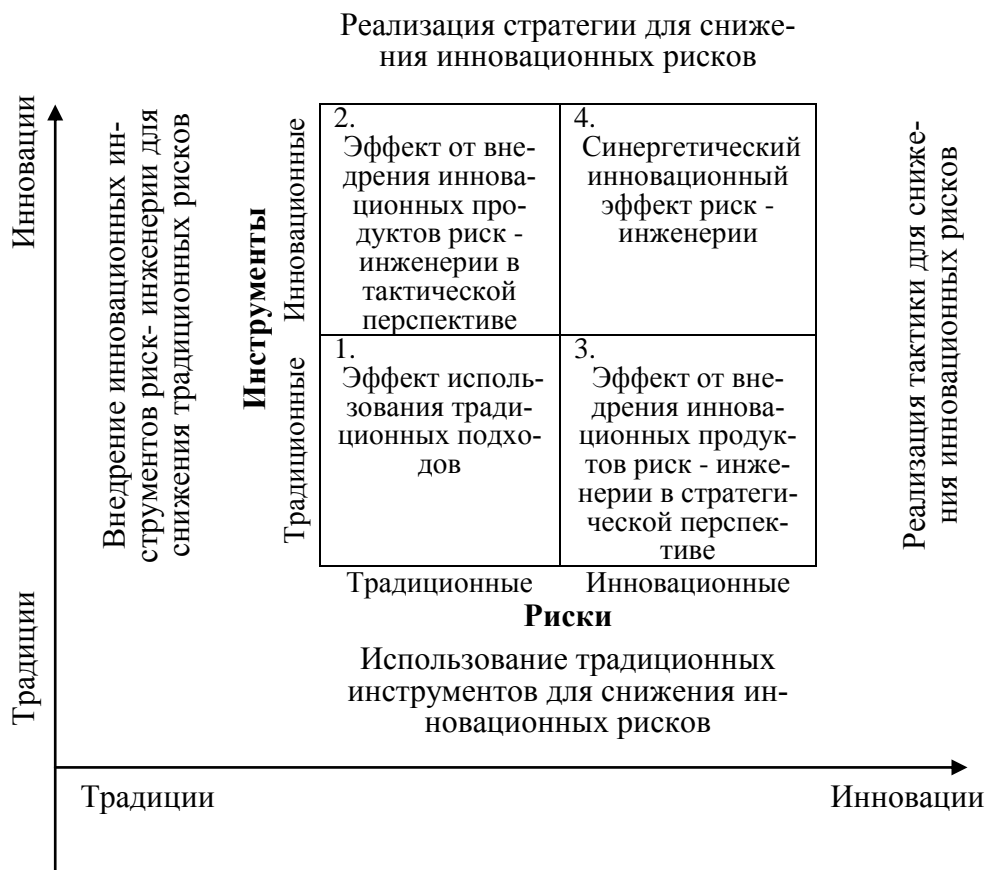 Реализация стратегии для сниже-
ния инновационных рисков
Инновации
Традиции
Внедрение инновационных ин-
струментов риск- инженерии для
снижения традиционных рисков
Инструменты
Инновационные
Традиционные
2.
Эффект от вне-
дрения иннова-
ционных про-
дуктов риск -
инженерии в
тактической
перспективе
4.
Синергетический
инновационный
эффект риск -
инженерии
1.
Эффект исполь-
зования тради-
ционных подхо-
дов
3.
Эффект от вне-
дрения иннова-
ционных продук-
тов риск - инже-
нерии в стратеги-
ческой перспек-
тиве
Реализация тактики для сниже-
ния инновационных рисков
Традиционные
Инновационные
Риски
Использование традиционных
инструментов для снижения ин-
новационных рисков
Традиции
Инновации